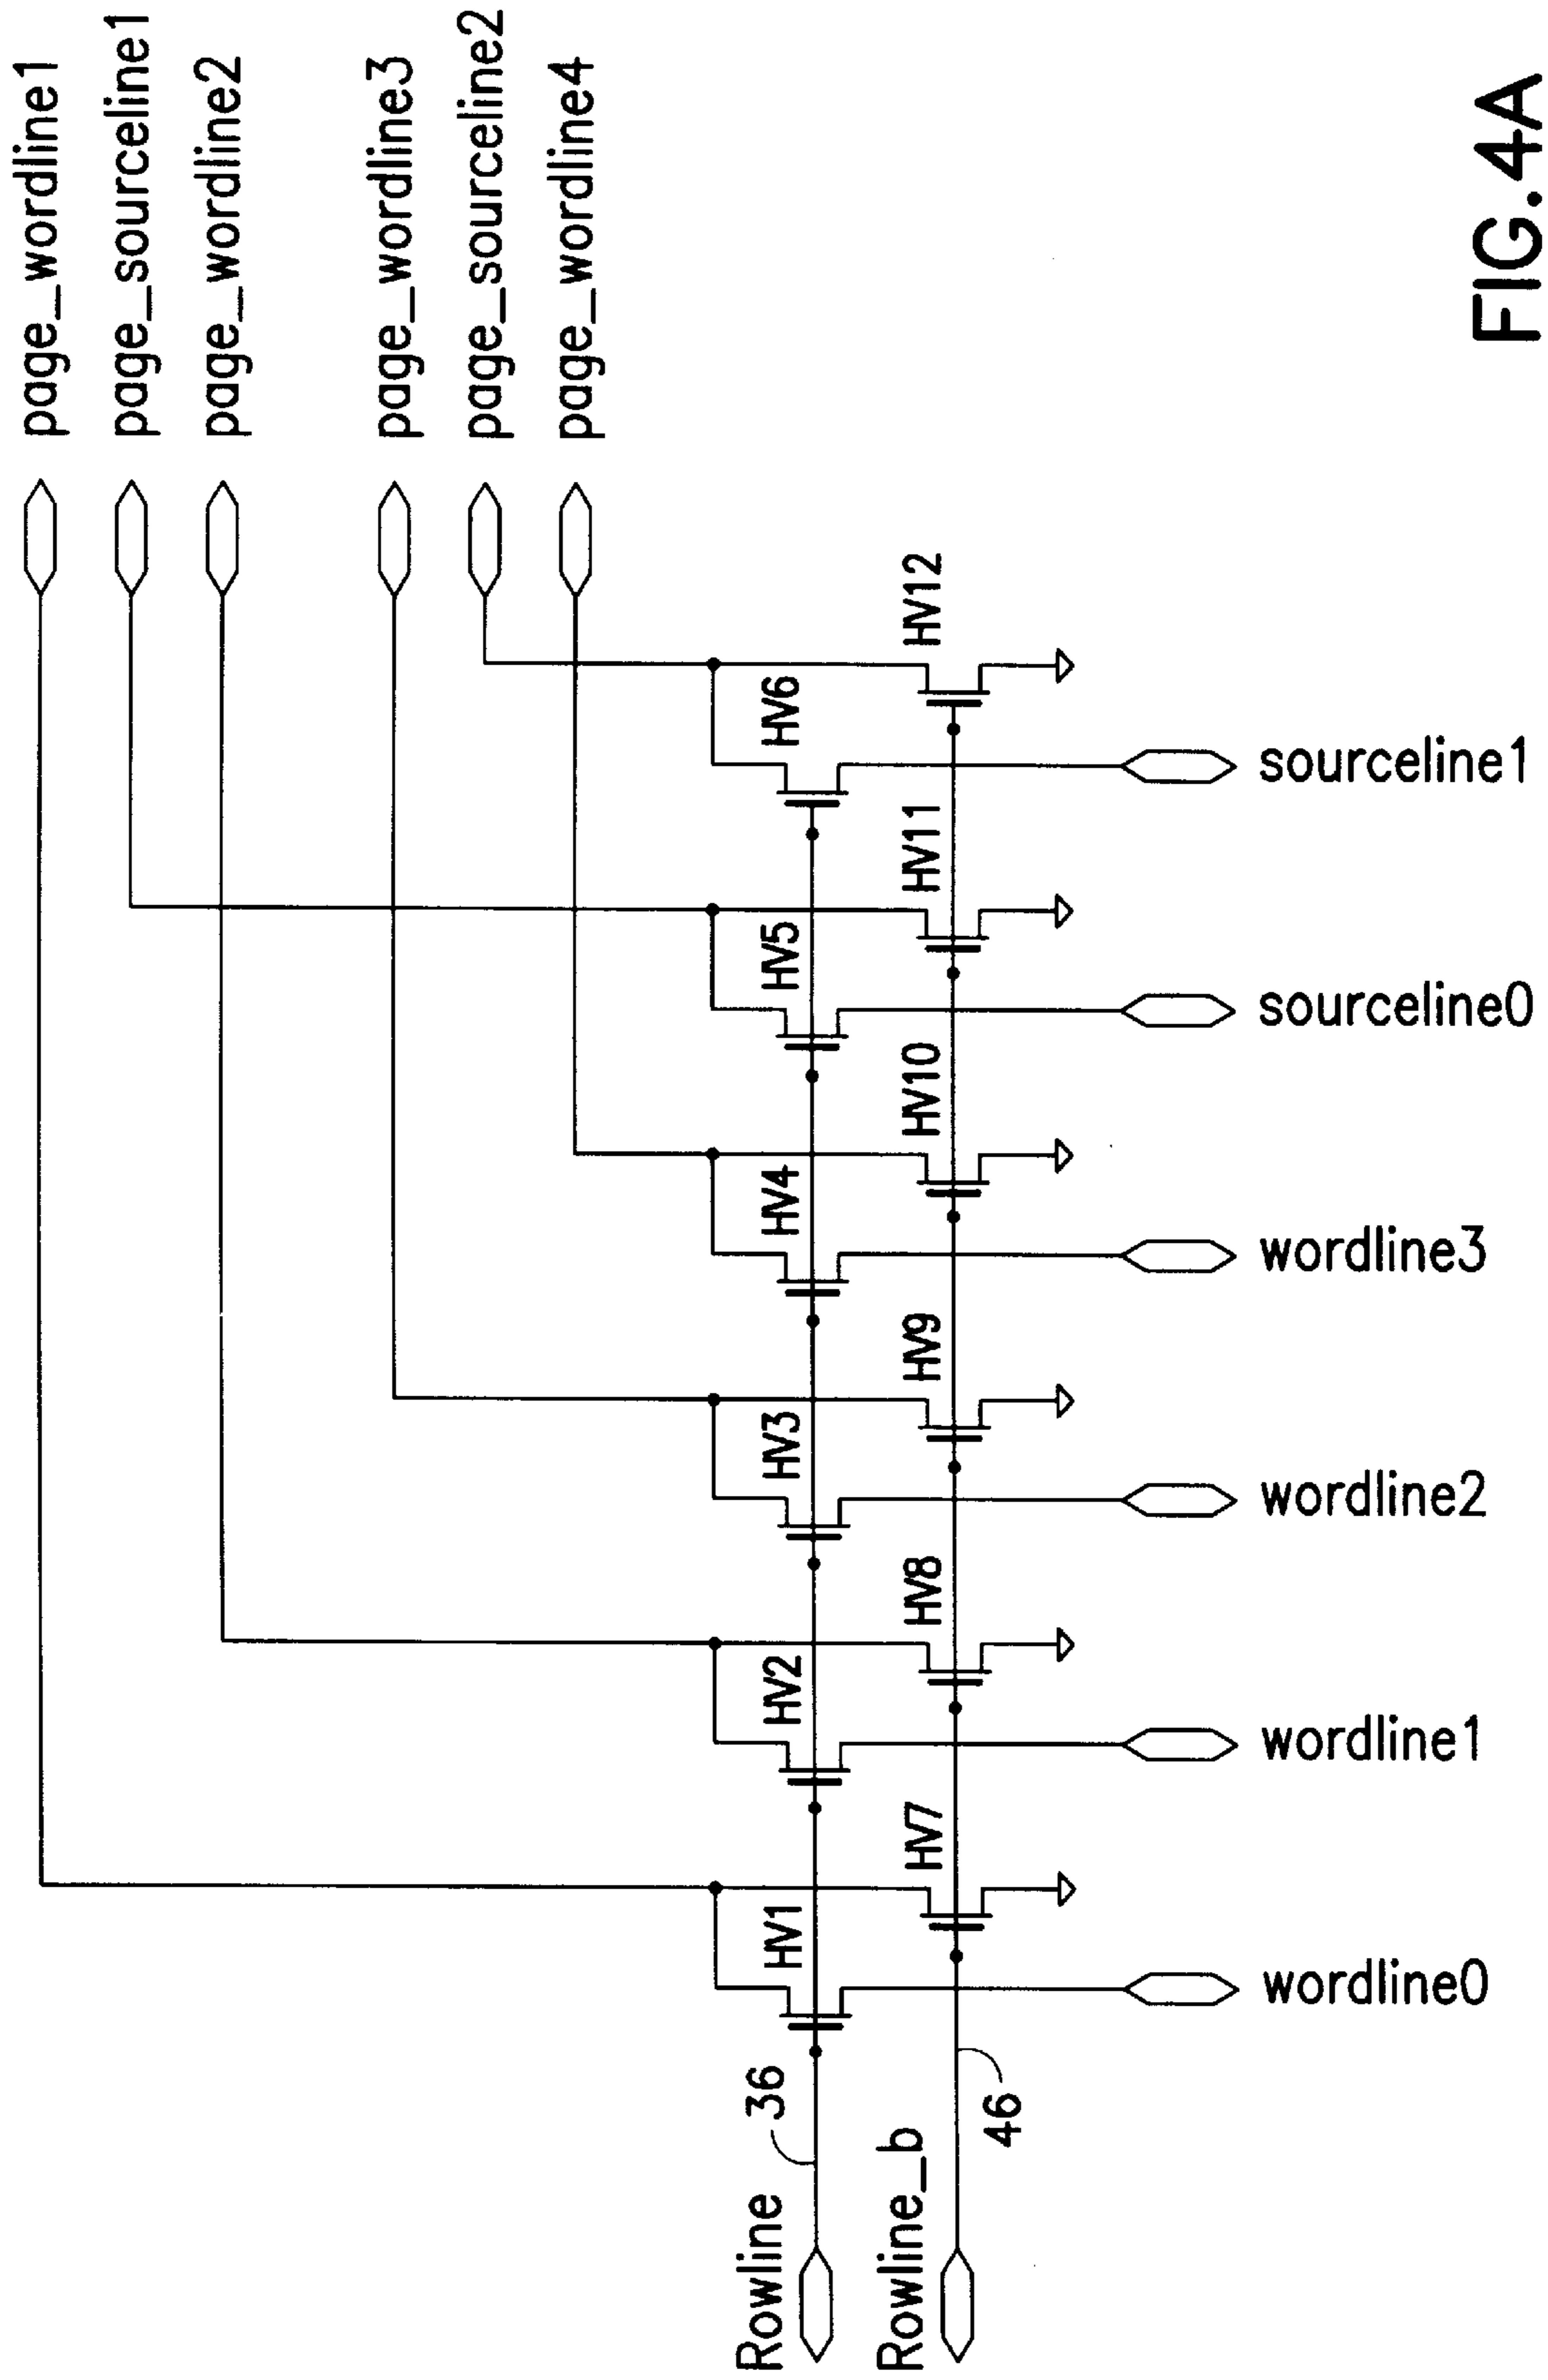 page_wordline1
page_sourceline1
page_wordline2
page_wordline3
page_sourceline2
page_wordline4
Rowline
36
HV1
HV2
HV3
HV4
HV5
HV6
Rowline_b
46
HV7
HV8
HV9
HV10
HV11
HV12
wordline0
wordline1
wordline2
wordline3
sourceline0
sourceline1
FIG.4A